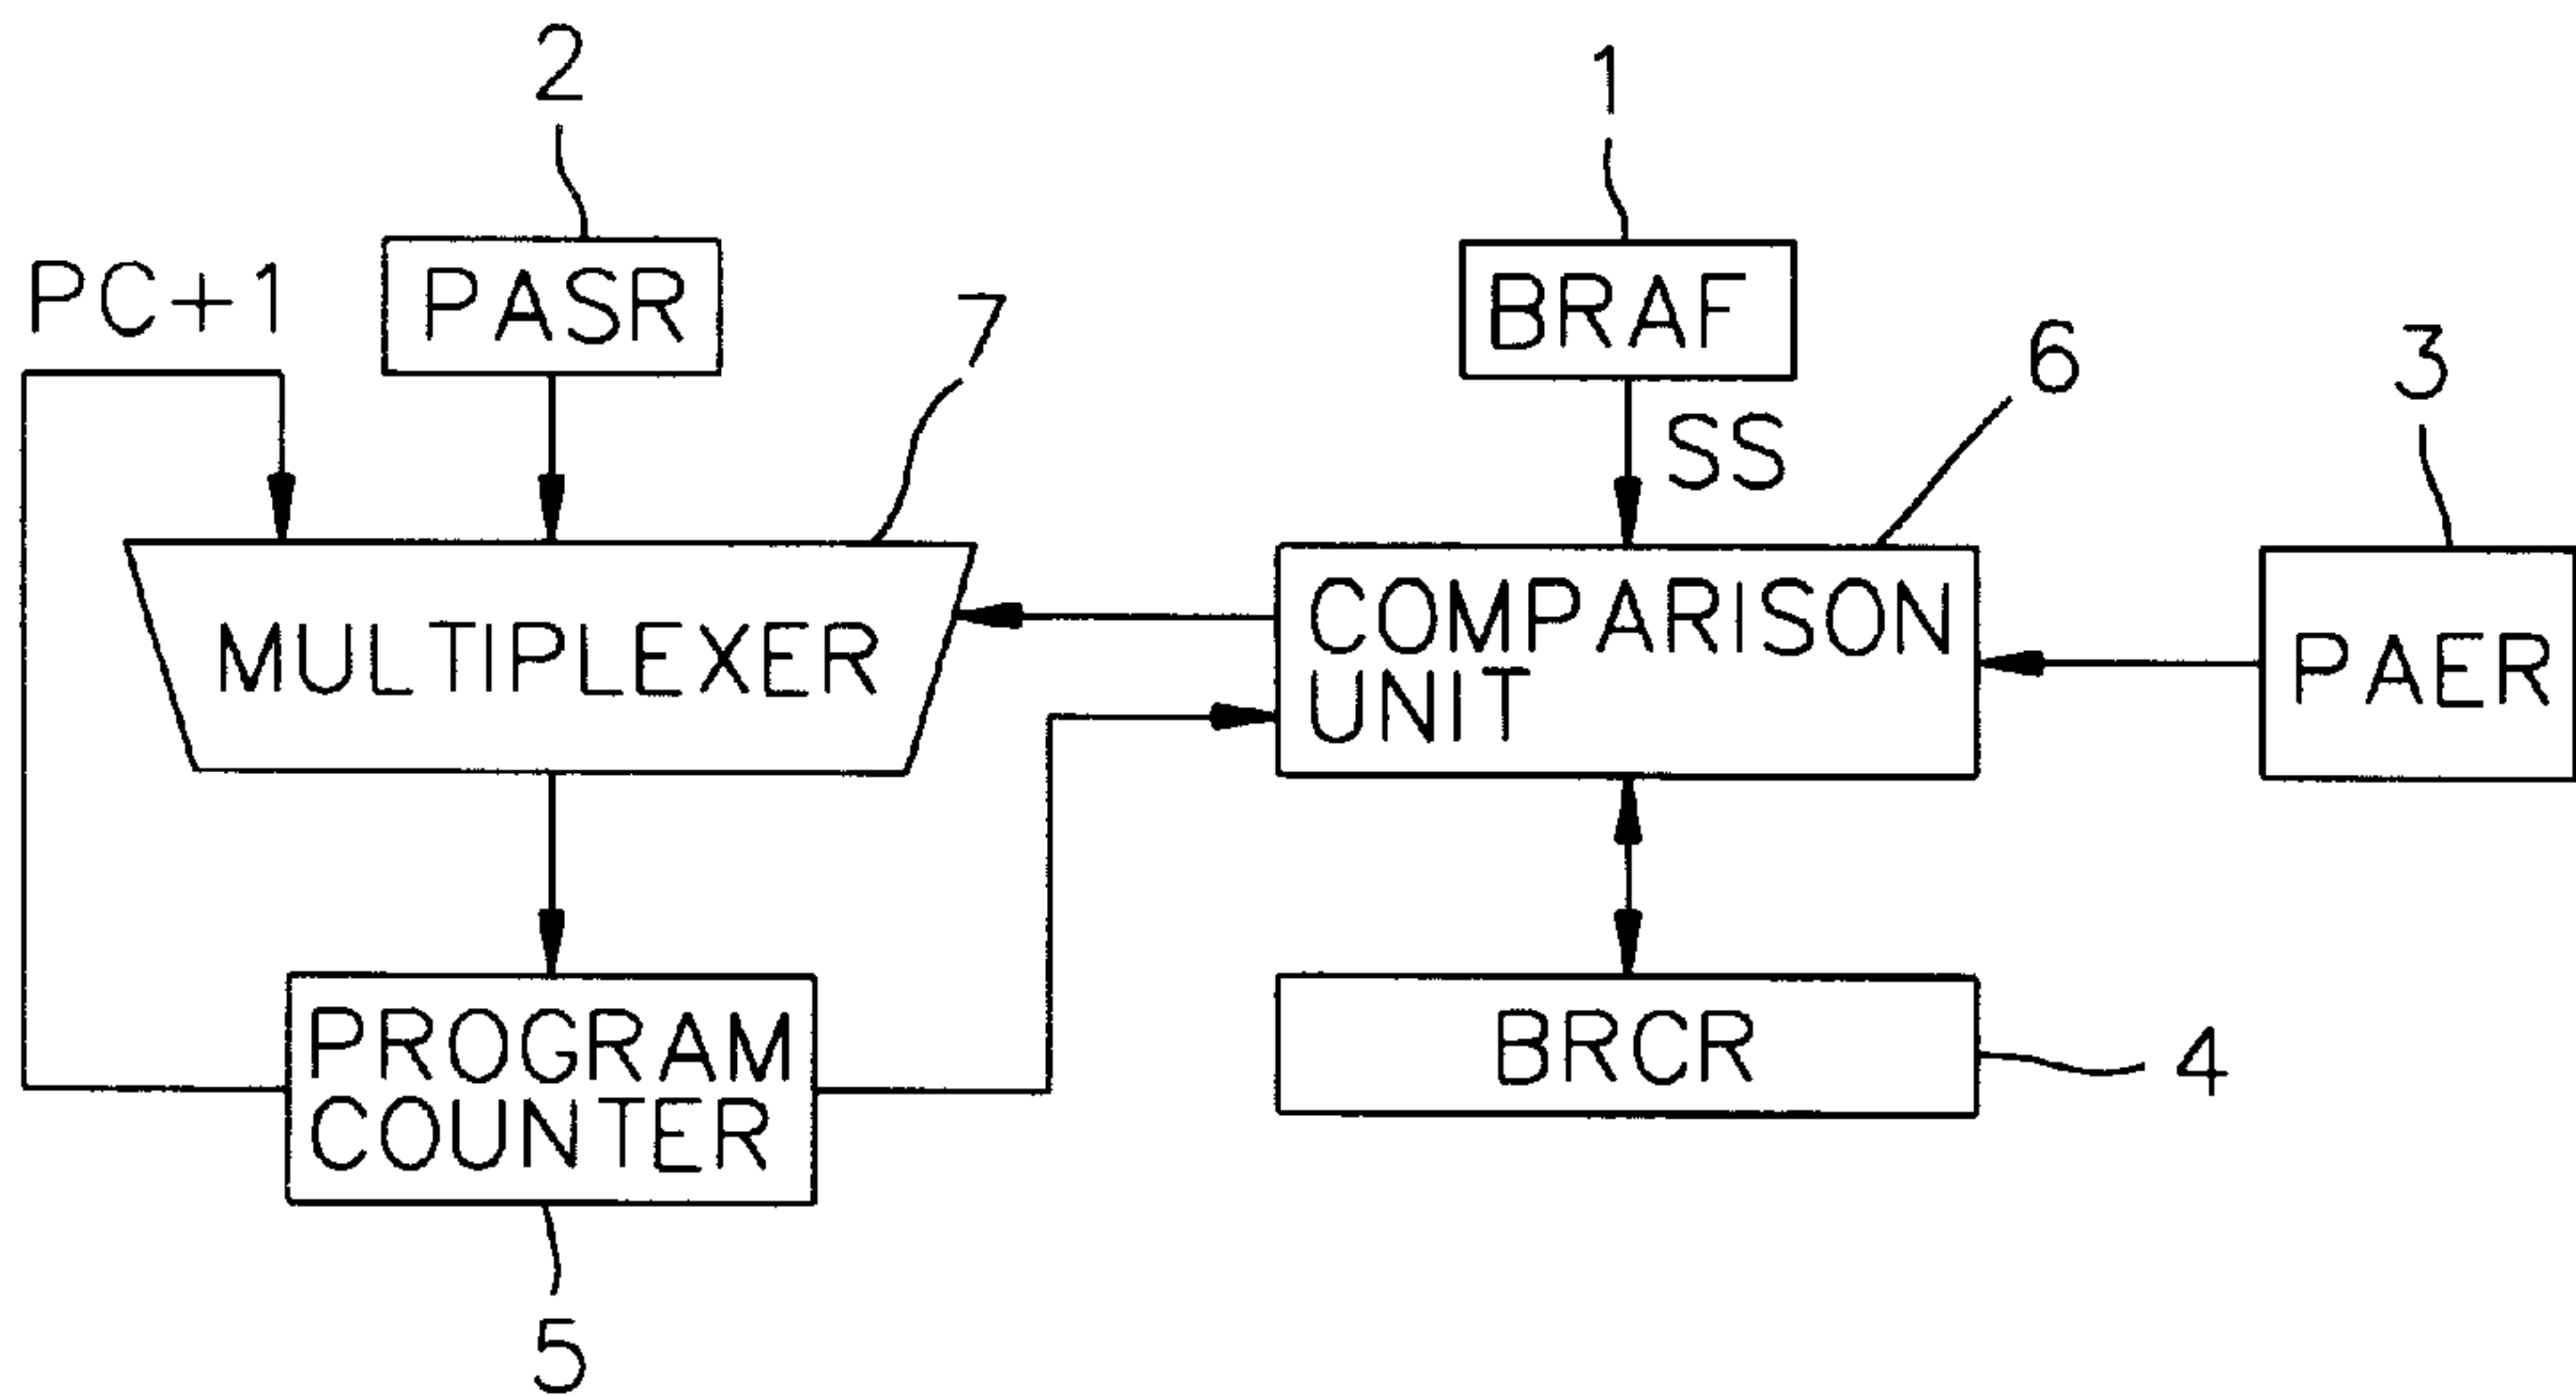 2
1
PC+1
PASR
7
BRAF
6
3
SS
MULTIPLEXER
COMPARISON
UNIT
PAER
PROGRAM
COUNTER
BRCR
4
5